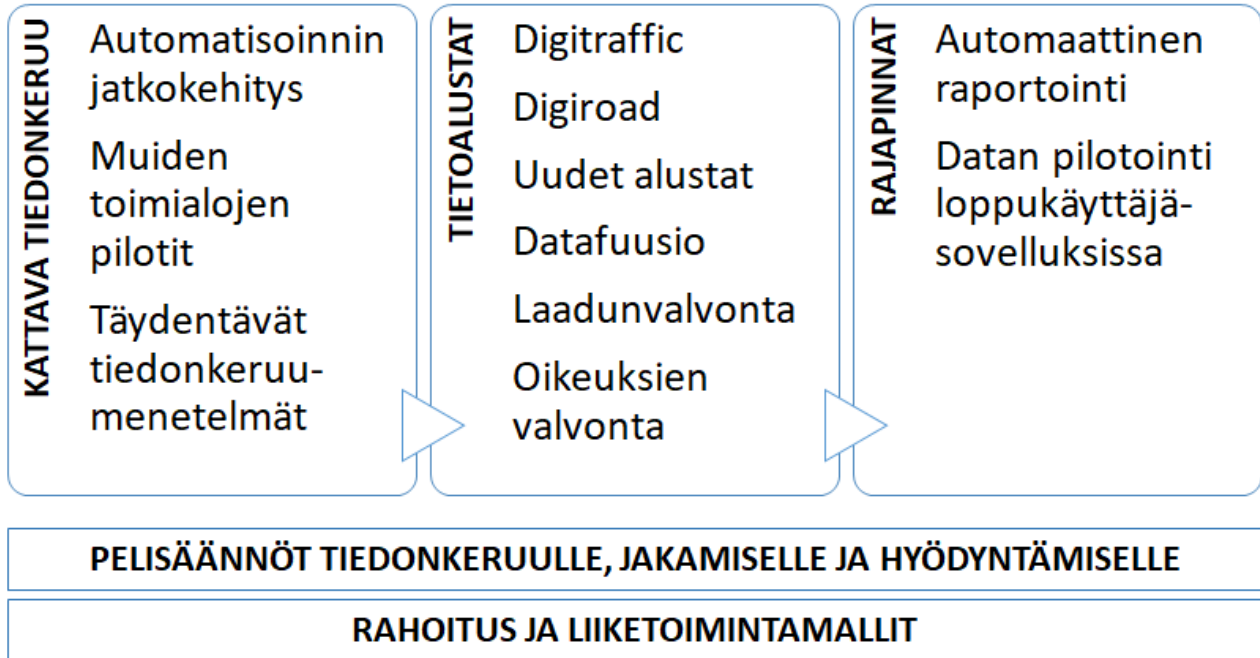 KATTAVA TIEDONKERUU
Automatisoinnin
jatkokehitys
Muiden
toimialojen
pilotit
Täydentävät
tiedonkeruu-
menetelmät
TIETOALUSTAT
Digitraffic
Digiroad
Uudet alustat
Datafuusio
Laadunvalvonta
Oikeuksien
valvonta
RAJAPINNAT
Automaattinen
raportointi
Datan pilotointi
loppukäyttäjä-
sovelluksissa
PELISÄÄNNÖT TIEDONKERUULLE, JAKAMISELLE JA HYÖDYNTÄMISELLE
RAHOITUS JA LIIKETOIMINTAMALLIT